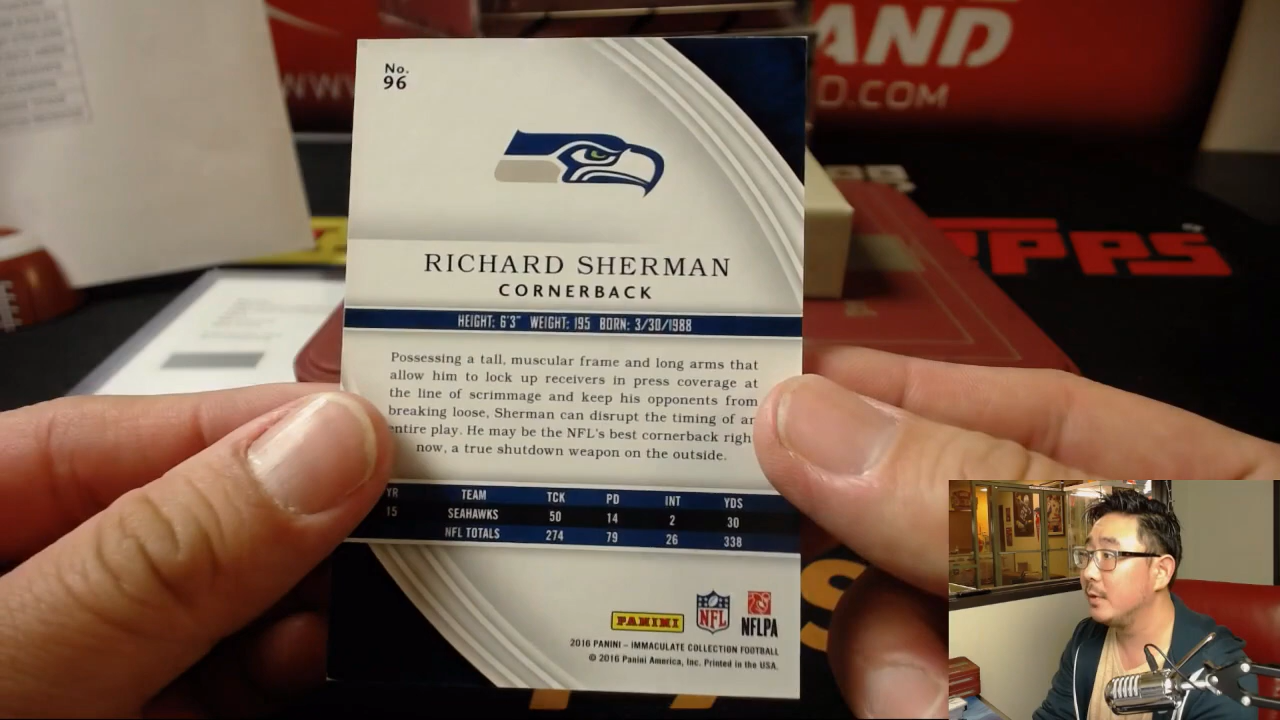 AND
WWW
O.COM
No.
96
RICHARD SHERMAN
CORNERBACK
HEIGHT: 6'3" WEIGHT: 195 BORN: 3/30/1988
Possessing a tall, muscular frame and long arms that
allow him to lock up receivers in press coverage at
the line of scrimmage and keep his opponents from
breaking loose, Sherman can disrupt the timing of an
entire play. He may be the NFL's best cornerback right
now, a true shutdown weapon on the outside.
YR TEAM TCK PD INT YDS
15 SEAHAWKS 50 14 2 30
NFL TOTALS 274 79 26 338
PANINI
NFL
NFLPA
2016 PANINI – IMMACULATE COLLECTION FOOTBALL
© 2016 Panini America, Inc. Printed in the USA.
OPPS